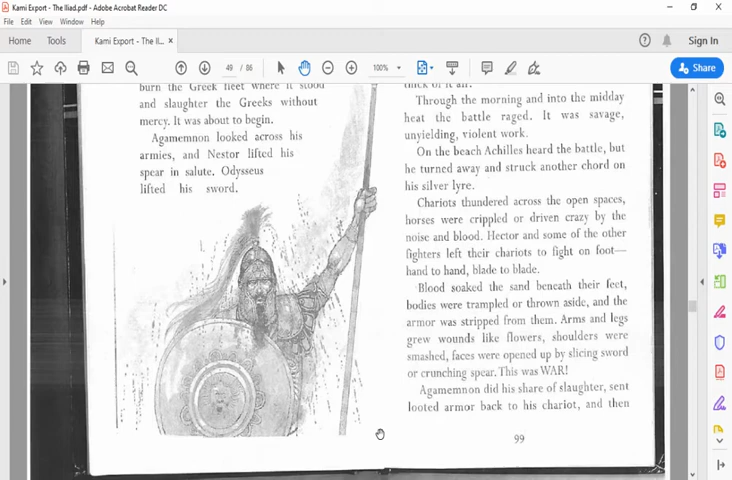 Kami Export - The Iliad.pdf - Adobe Acrobat Reader DC
File Edit View Window Help
Home Tools Kami Export - The Il... × Sign In
49 / 86 100% Share
burn the Greek fleet where it stood
and slaughter the Greeks without
mercy. It was about to begin.
Agamemnon looked across his
armies, and Nestor lifted his
spear in salute. Odysseus
lifted his sword.
thick of it all.
Through the morning and into the midday
heat the battle raged. It was savage,
unyielding, violent work.
On the beach Achilles heard the battle, but
he turned away and struck another chord on
his silver lyre.
Chariots thundered across the open spaces,
horses were crippled or driven crazy by the
noise and blood. Hector and some of the other
fighters left their chariots to fight on foot—
hand to hand, blade to blade.
Blood soaked the sand beneath their feet,
bodies were trampled or thrown aside, and the
armor was stripped from them. Arms and legs
grew wounds like flowers, shoulders were
smashed, faces were opened up by slicing sword
or crunching spear. This was WAR!
Agamemnon did his share of slaughter, sent
looted armor back to his chariot, and then
99